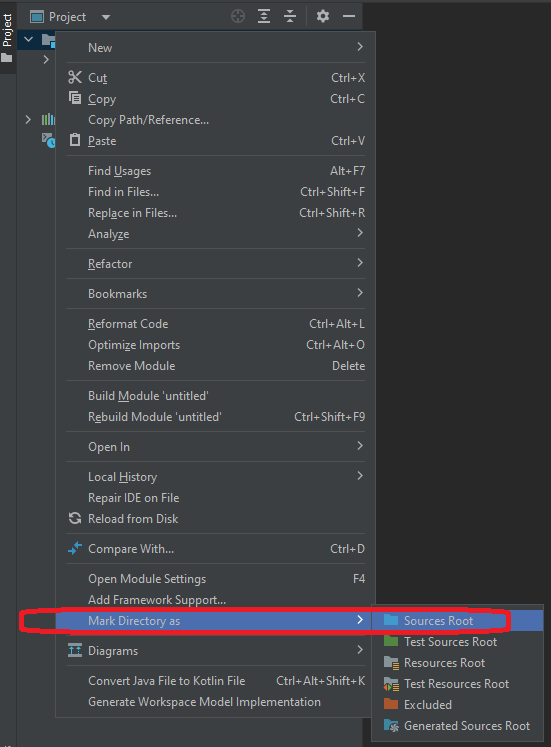 Project
Project
New
Cut Ctrl+X
Copy Ctrl+C
Copy Path/Reference...
Paste Ctrl+V
Find Usages Alt+F7
Find in Files... Ctrl+Shift+F
Replace in Files... Ctrl+Shift+R
Analyze
Refactor
Bookmarks
Reformat Code Ctrl+Alt+L
Optimize Imports Ctrl+Alt+O
Remove Module Delete
Build Module 'untitled'
Rebuild Module 'untitled' Ctrl+Shift+F9
Open In
Local History
Repair IDE on File
Reload from Disk
Compare With... Ctrl+D
Open Module Settings F4
Add Framework Support...
Mark Directory as
Sources Root
Test Sources Root
Resources Root
Test Resources Root
Excluded
Generated Sources Root
Diagrams
Convert Java File to Kotlin File Ctrl+Alt+Shift+K
Generate Workspace Model Implementation